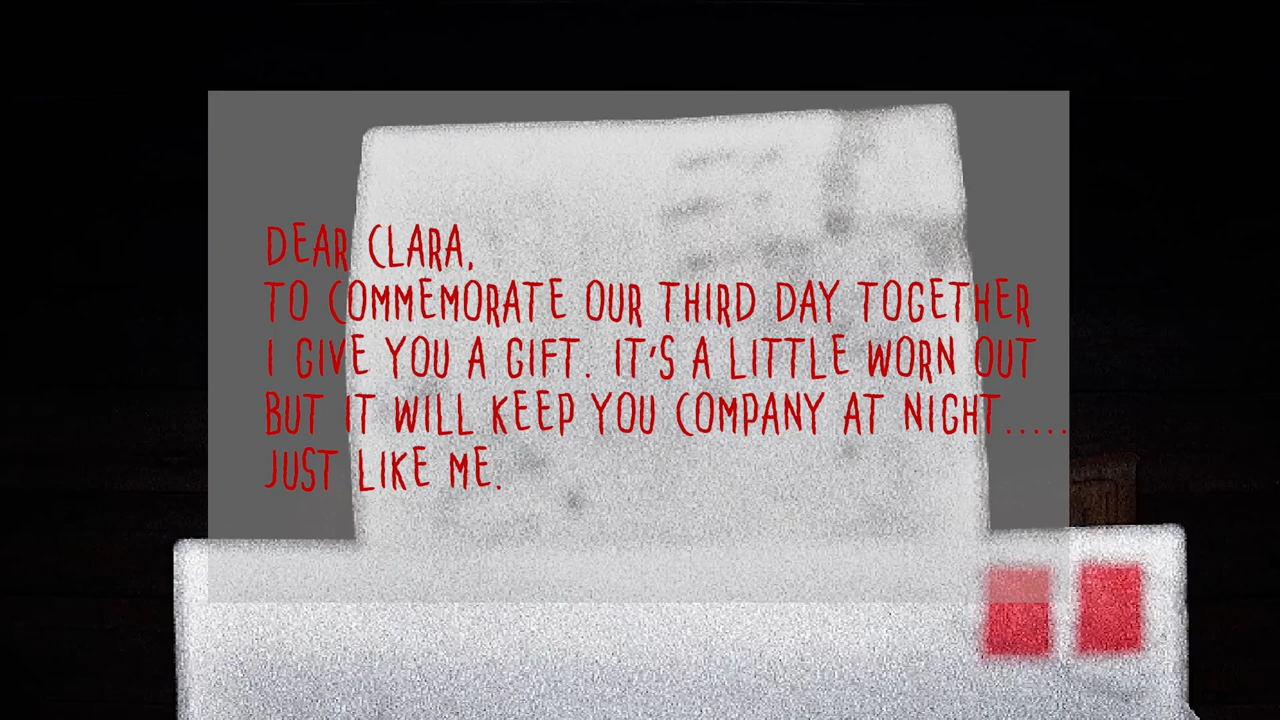 DEAR CLARA,
TO COMMEMORATE OUR THIRD DAY TOGETHER
I GIVE YOU A GIFT. IT'S A LITTLE WORN OUT
BUT IT WILL KEEP YOU COMPANY AT NIGHT.....
JUST LIKE ME.